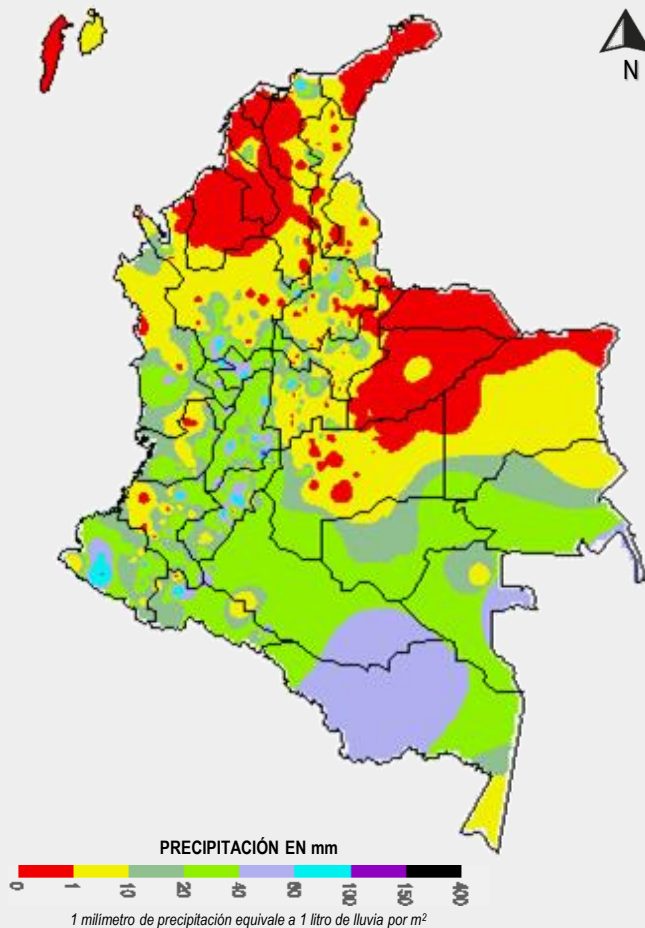 N
PRECIPITACIÓN EN mm
0 1 10 20 40 60 100 150 400
1 milímetro de precipitación equivale a 1 litro de lluvia por m²